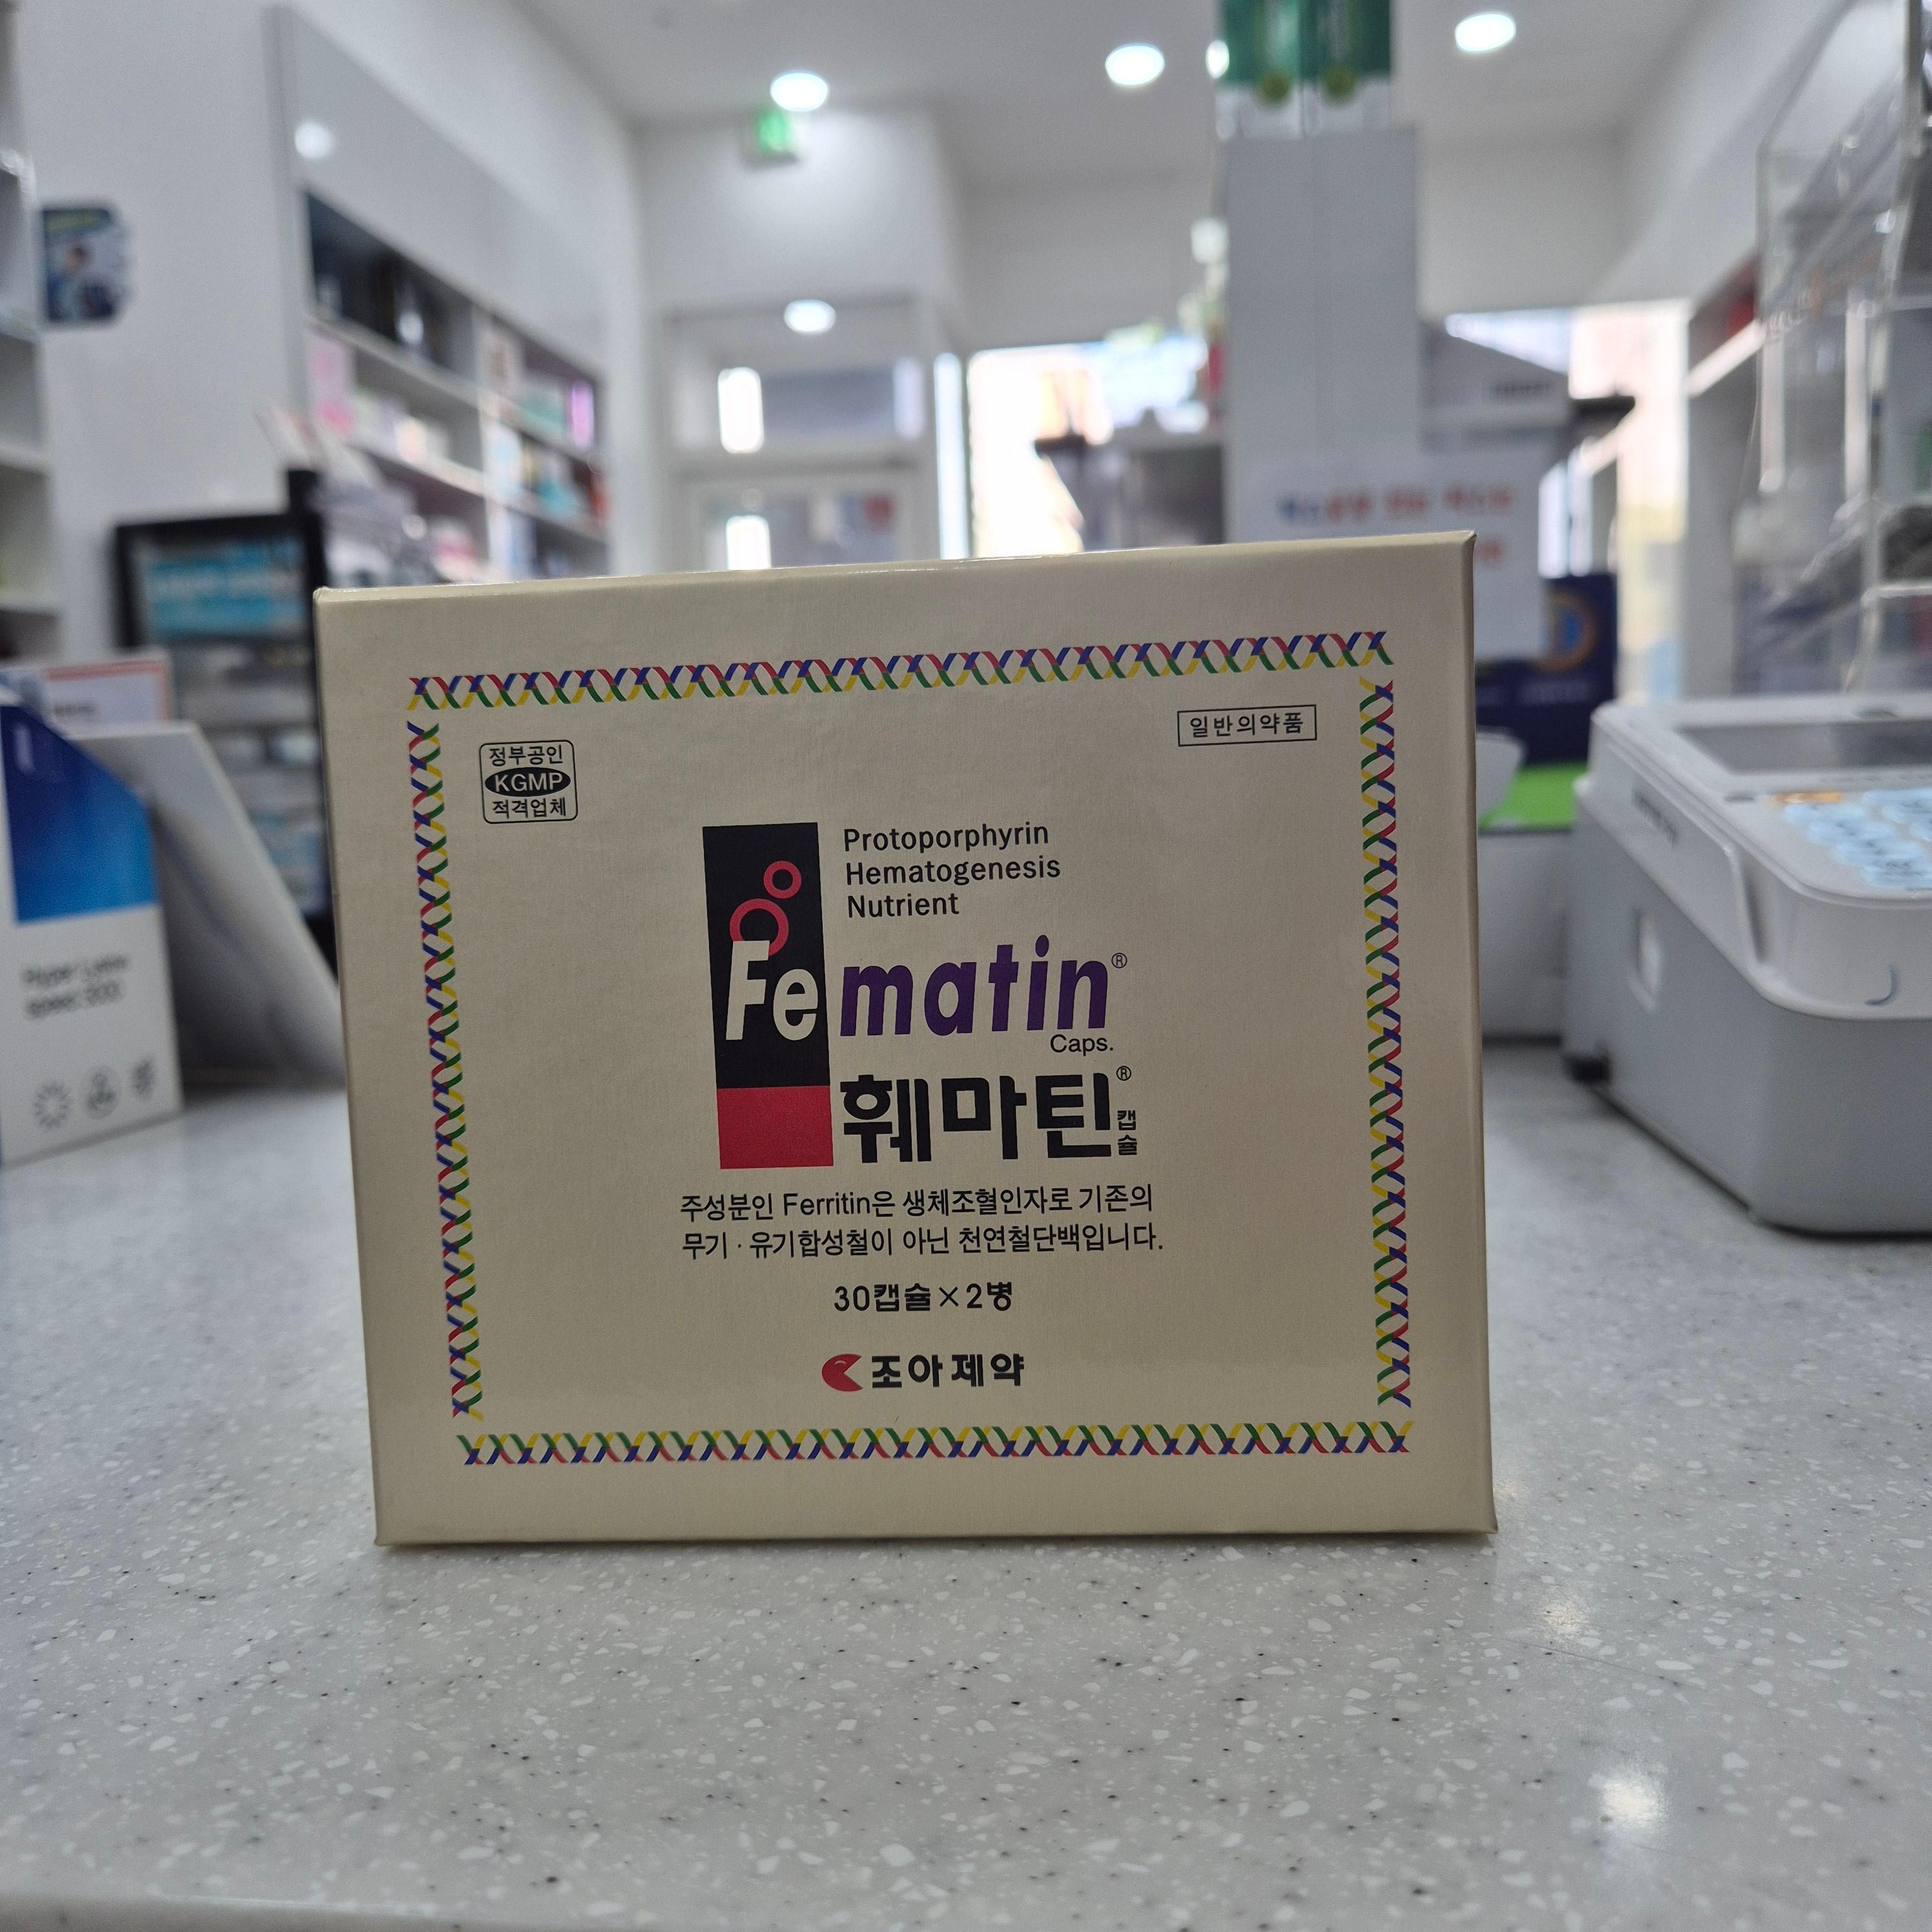 정부공인
KGMP
적격업체
일반의약품
Protoporphyrin
Hematogenesis
Nutrient
Fematin®
Caps.
훼마틴®
캡슐
주성분인 Ferritin은 생체조혈인자로 기존의
무기·유기합성철이 아닌 천연철단백입니다.
30캡슐×2병
조아제약